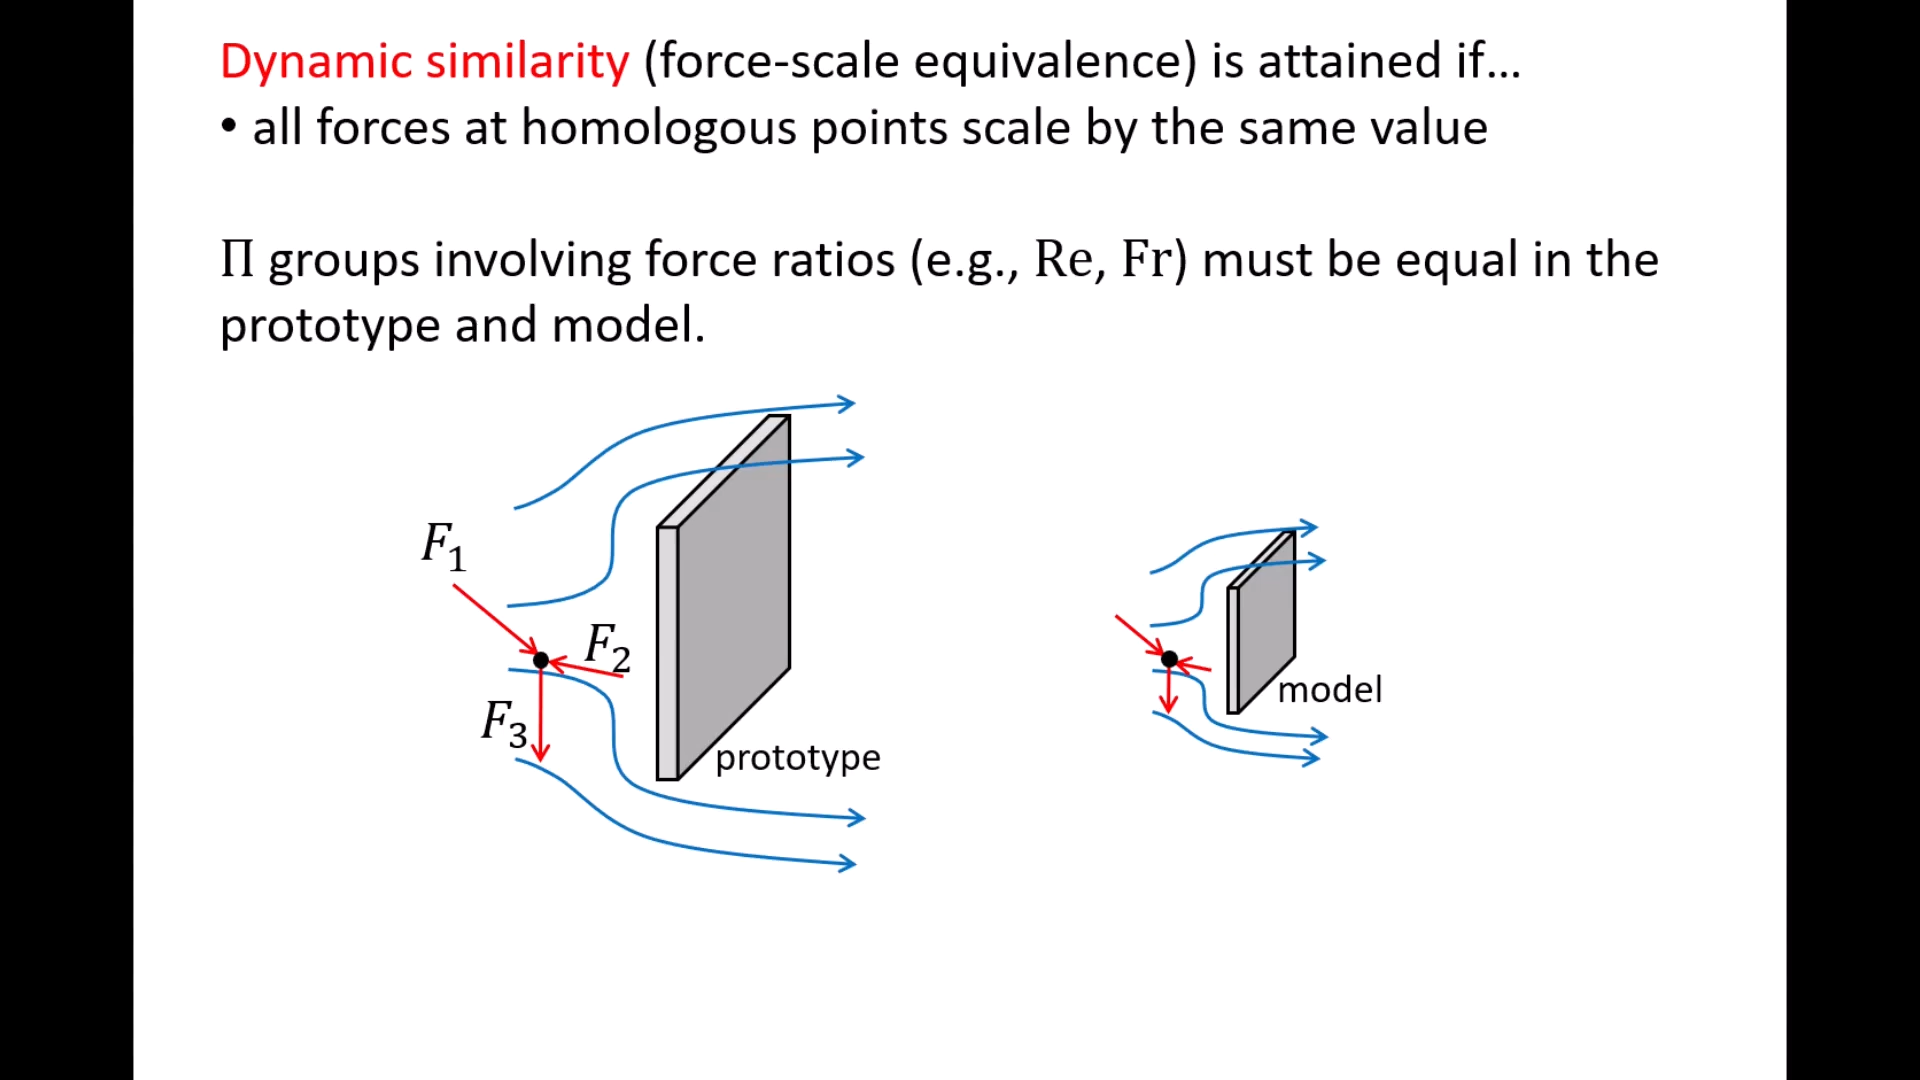 Dynamic similarity (force-scale equivalence) is attained if…
• all forces at homologous points scale by the same value
Π groups involving force ratios (e.g., Re, Fr) must be equal in the
prototype and model.
F₁
F₂
F₃
prototype
model